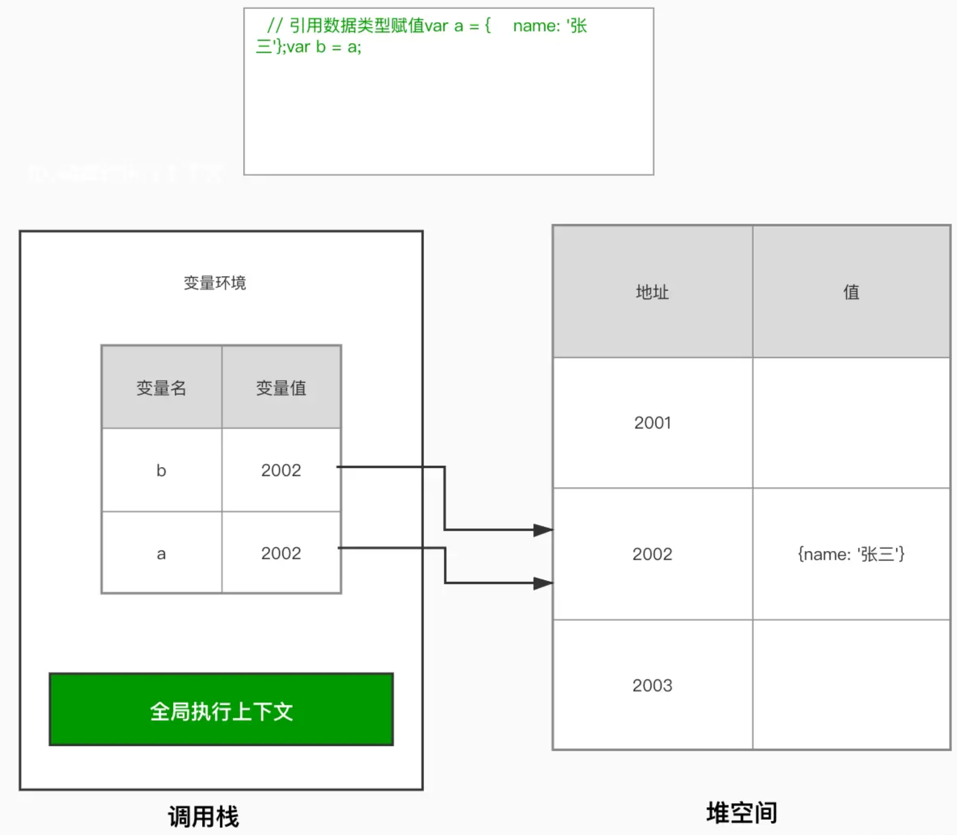 // 引用数据类型赋值var a = {    name: '张
三'};var b = a;
变量环境
变量名 变量值
b 2002
a 2002
全局执行上下文
调用栈
地址 值
2001
2002 {name: '张三'}
2003
堆空间